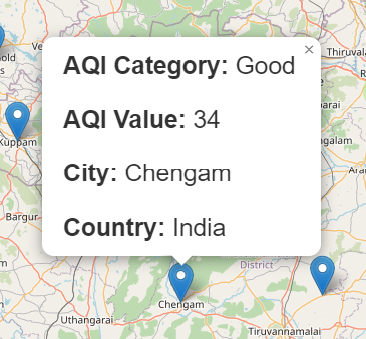 AQI Category: Good
×
AQI Value: 34
City: Chengam
Country: India
Kuppam
Bargur
District
Chengam
Uthangarai
Tiruvannamalai